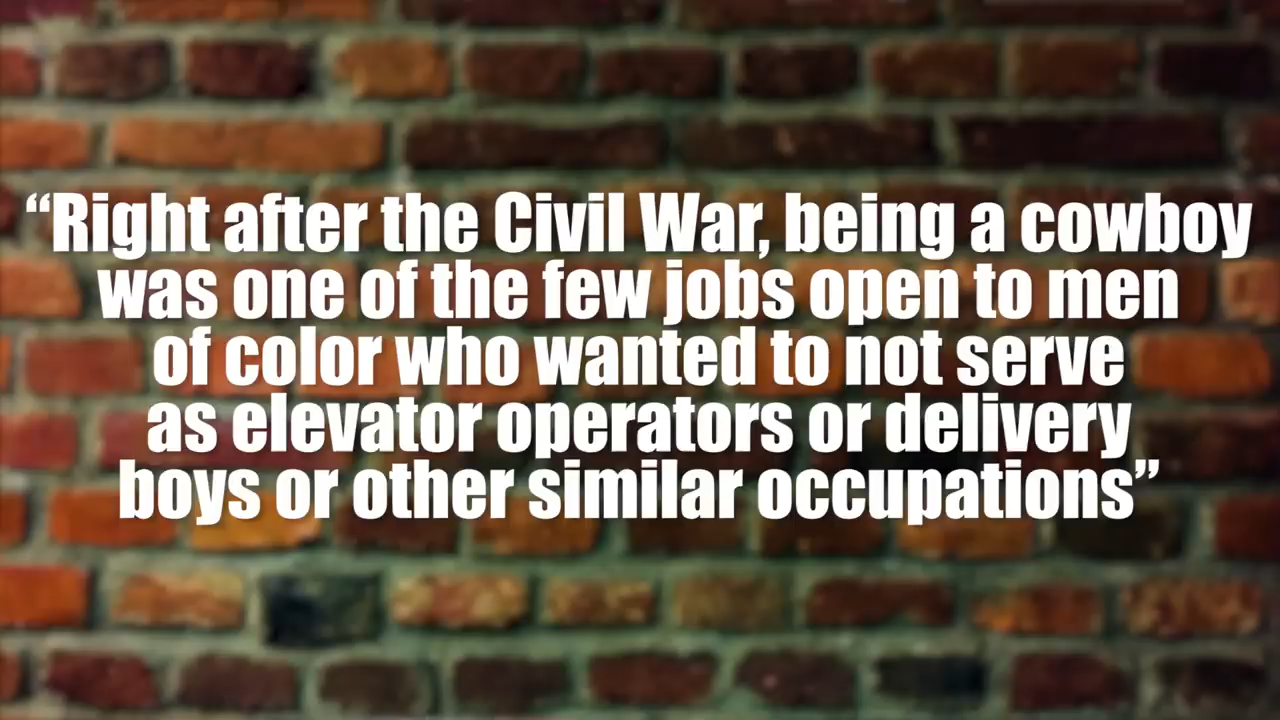 “Right after the Civil War, being a cowboy
was one of the few jobs open to men
of color who wanted to not serve
as elevator operators or delivery
boys or other similar occupations”